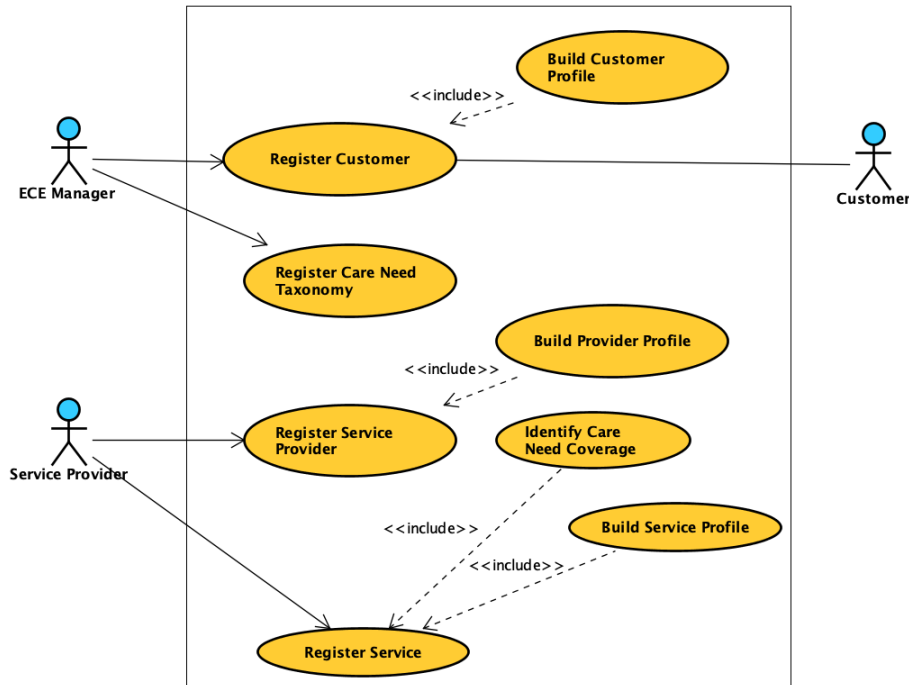 Build Customer
Profile
<<include>>
Register Customer
ECE Manager
Customer
Register Care Need
Taxonomy
Build Provider Profile
<<include>>
Register Service
Provider
Identify Care
Need Coverage
Service Provider
<<include>>
Build Service Profile
<<include>>
Register Service